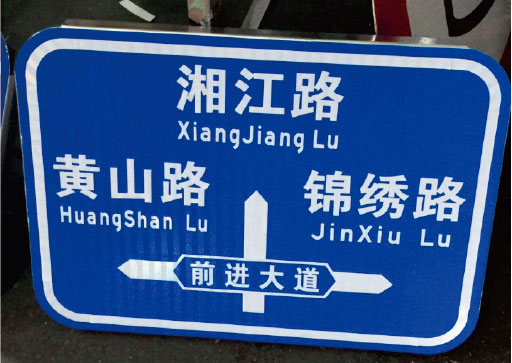 湘江路
XiangJiang Lu
黄山路
HuangShan Lu
锦绣路
JinXiu Lu
前进大道